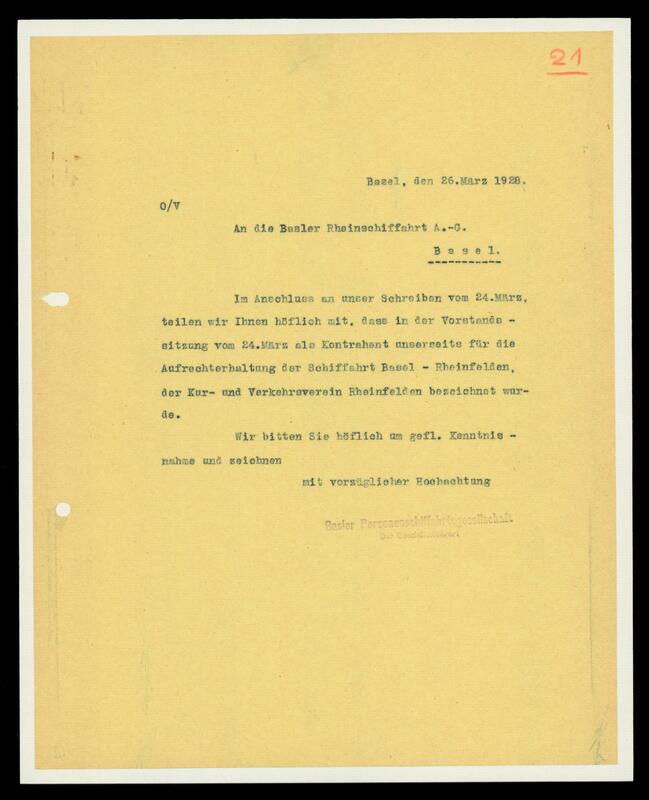 21
Basel, den 26.März 1928.
O/V
An die Basler Rheinschiffahrt A.-G.
B a s e l.
Im Anschluss an unser Schreiben vom 24.März,
teilen wir Ihnen höflich mit, dass in der Vorstands -
sitzung vom 24.März als Kontrahent unserseits für die
Aufrechterhaltung der Schiffahrt Basel - Rheinfelden,
der Kur- und Verkehrsverein Rheinfelden bezeichnet wur-
de.
Wir bitten Sie höflich um gefl. Kenntnis -
nahme und zeichnen
mit vorzüglicher Hochachtung
Basler Personenschiffahrtsgesellschaft
Der